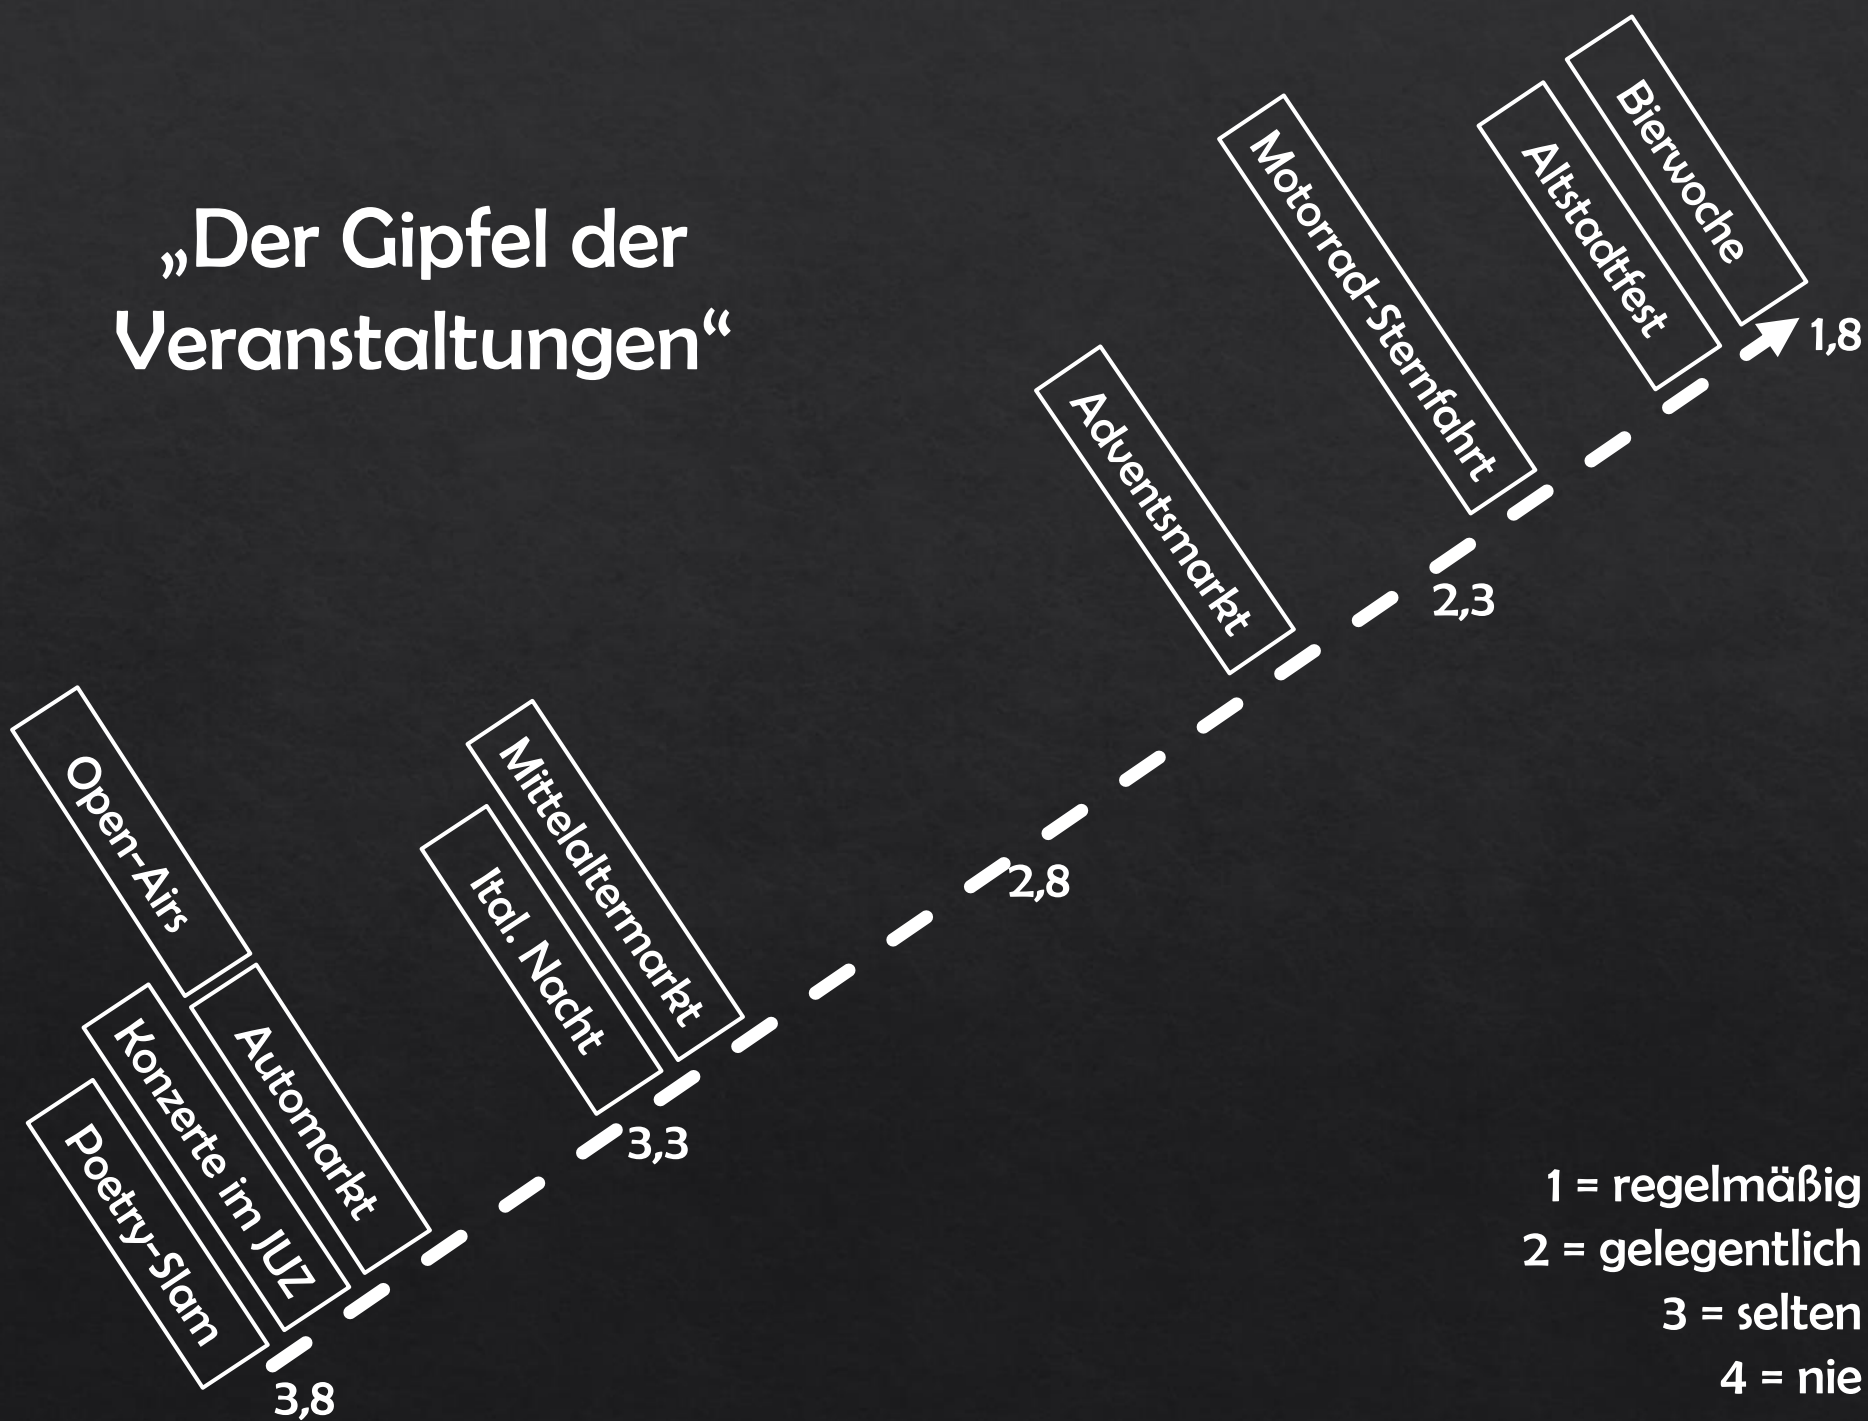 „Der Gipfel der
Veranstaltungen“
Bierwoche
Altstadtfest
Motorrad-Sternfahrt
1,8
Adventsmarkt
2,3
2,8
Mittelaltermarkt
Ital. Nacht
3,3
Open-Airs
Automarkt
Konzerte im JUZ
Poetry-Slam
3,8
1 = regelmäßig
2 = gelegentlich
3 = selten
4 = nie